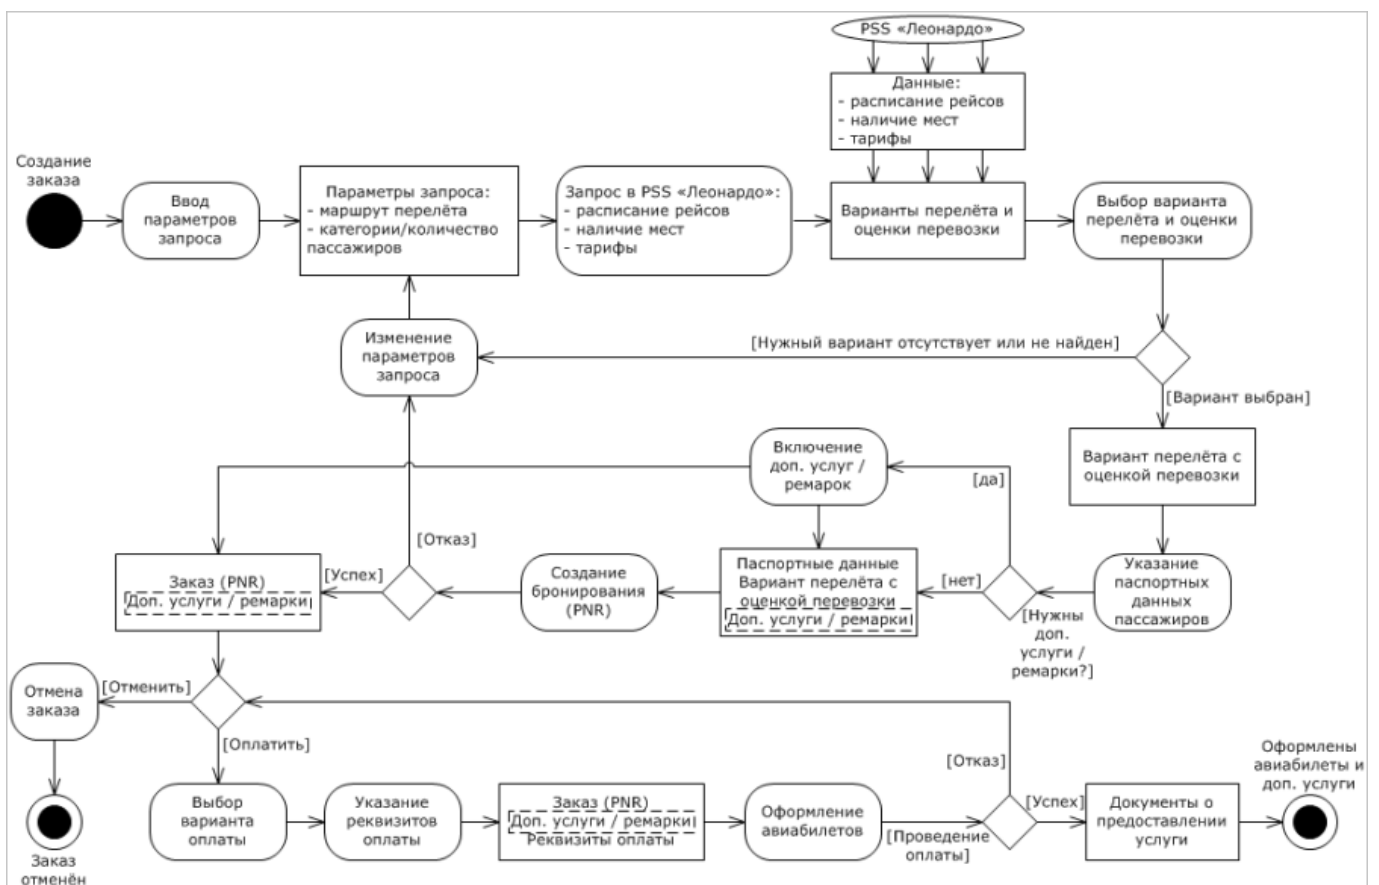 PSS «Леонардо»
Данные:
- расписание рейсов
- наличие мест
- тарифы
Создание
заказа
Ввод
параметров
запроса
Параметры запроса:
- маршрут перелёта
- категории/количество
пассажиров
Запрос в PSS «Леонардо»:
- расписание рейсов
- наличие мест
- тарифы
Варианты перелёта и
оценки перевозки
Выбор варианта
перелёта и оценки
перевозки
Изменение
параметров
запроса
[Нужный вариант отсутствует или не найден]
[Вариант выбран]
Вариант перелёта с
оценкой перевозки
Включение
доп. услуг /
ремарок
[да]
[Отказ]
Заказ (PNR)
Доп. услуги / ремарки
[Успех]
Создание
бронирования
(PNR)
Паспортные данные
Вариант перелёта с
оценкой перевозки
Доп. услуги / ремарки
[нет]
[Нужны
доп.
услуги /
ремарки?]
Указание
паспортных
данных
пассажиров
Отмена
заказа
[Отменить]
[Оплатить]
Заказ
отменён
Выбор
варианта
оплаты
Указание
реквизитов
оплаты
Заказ (PNR)
Доп. услуги / ремарки
Реквизиты оплаты
Оформление
авиабилетов
[Проведение
оплаты]
[Отказ]
[Успех]
Документы о
предоставлении
услуги
Оформлены
авиабилеты и
доп. услуги